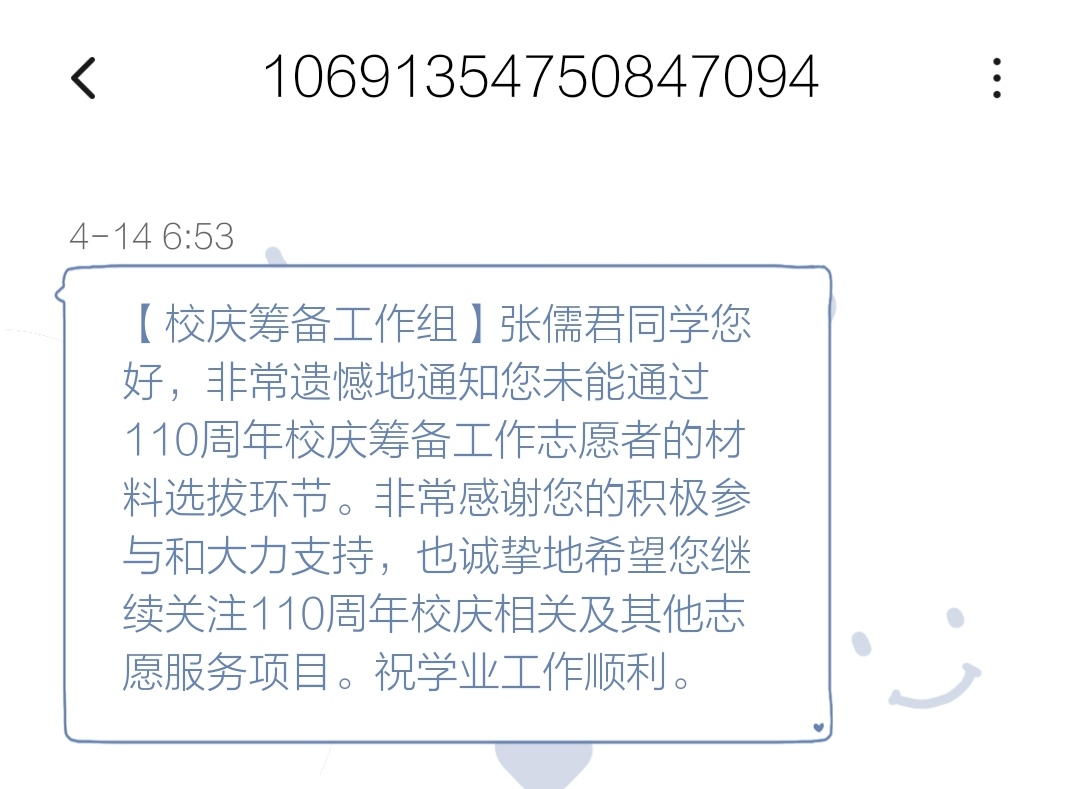 10691354750847094
4-14 6:53
【校庆筹备工作组】张儒君同学您
好，非常遗憾地通知您未能通过
110周年校庆筹备工作志愿者的材
料选拔环节。非常感谢您的积极参
与和大力支持，也诚挚地希望您继
续关注110周年校庆相关及其他志
愿服务项目。祝学业工作顺利。